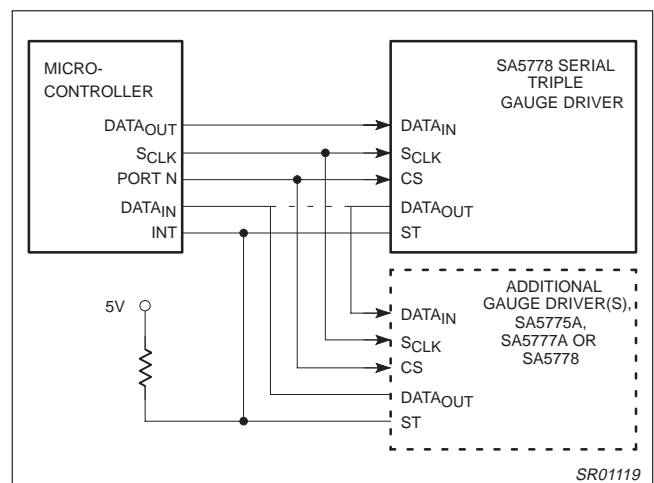 MICRO-
CONTROLLER
DATAOUT
SCLK
PORT N
DATAIN
INT
SA5778 SERIAL
TRIPLE
GAUGE DRIVER
DATAIN
SCLK
CS
DATAOUT
ST
5V
ADDITIONAL
GAUGE DRIVER(S),
SA5775A,
SA5777A OR
SA5778
DATAIN
SCLK
CS
DATAOUT
ST
SR01119